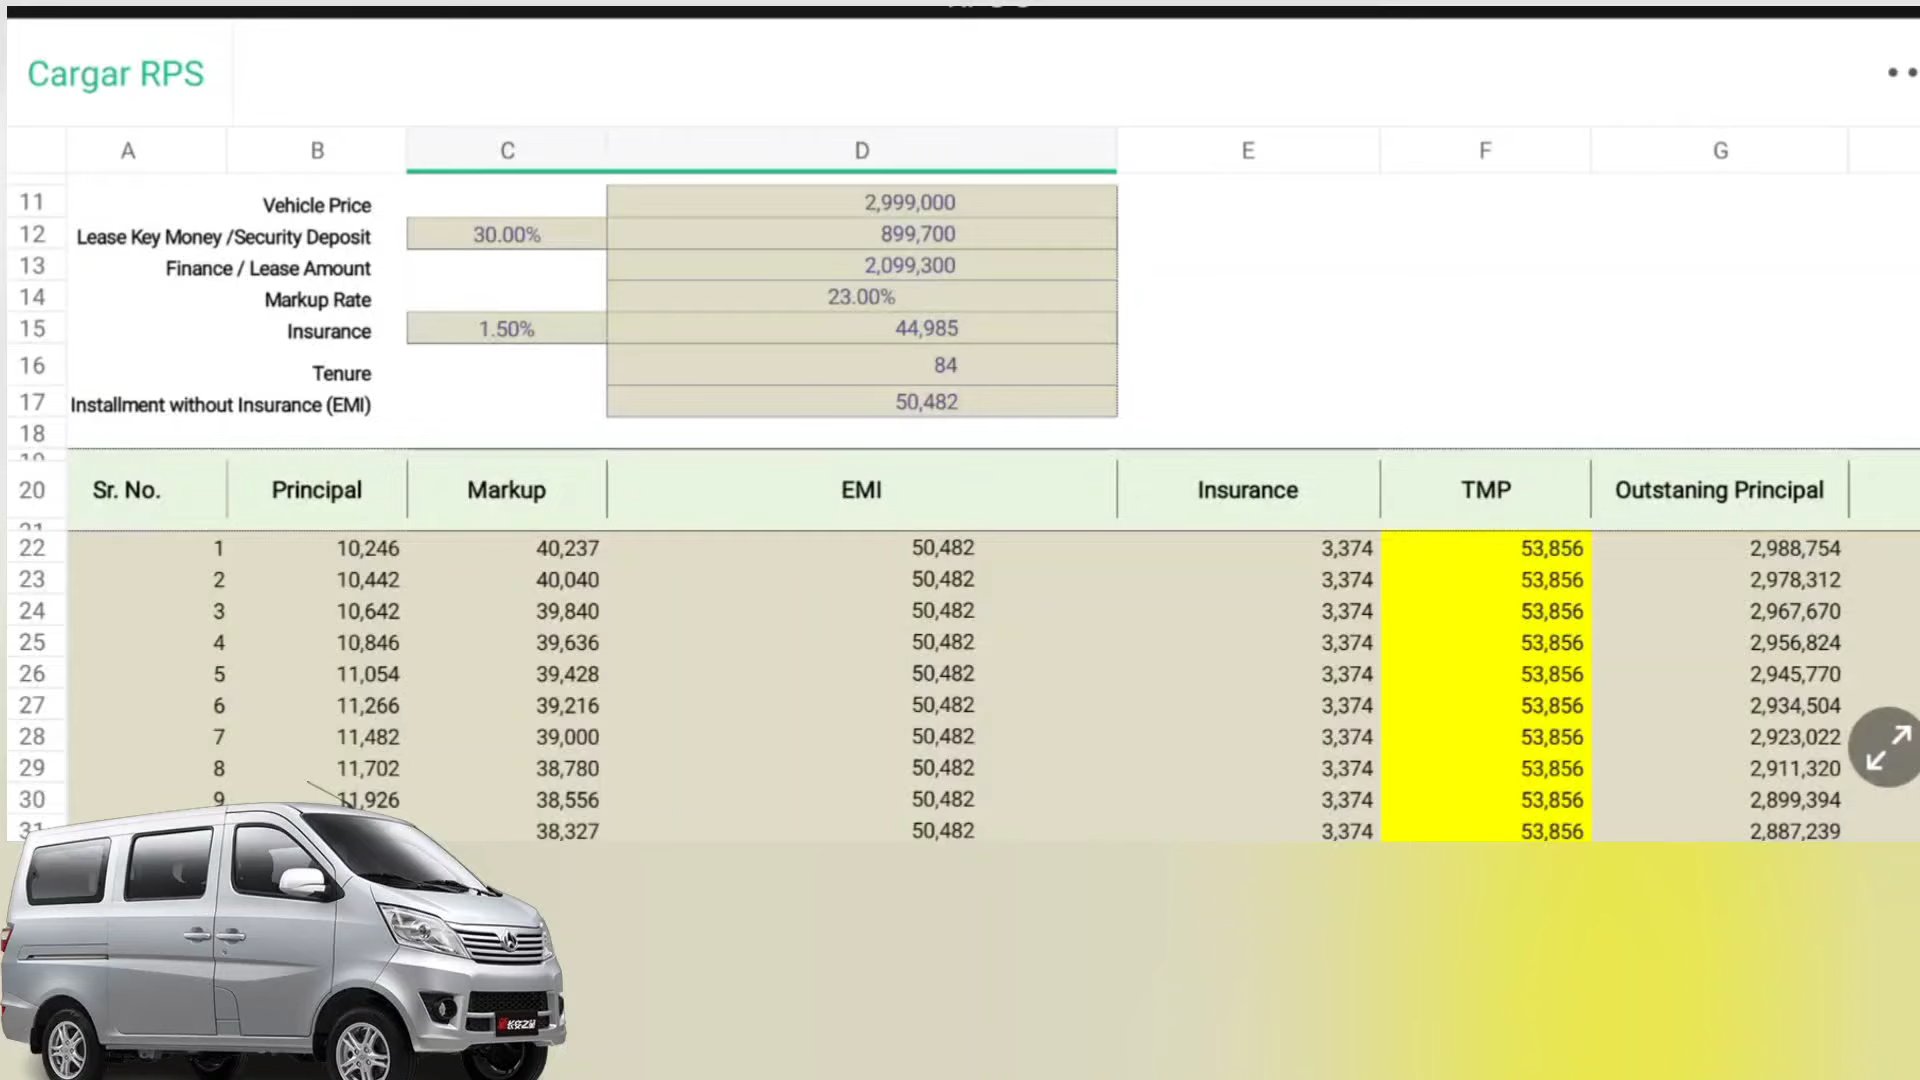 Cargar RPS
A B C D E F G
11 Vehicle Price 2,999,000
12 Lease Key Money /Security Deposit 30.00% 899,700
13 Finance / Lease Amount 2,099,300
14 Markup Rate 23.00%
15 Insurance 1.50% 44,985
16 Tenure 84
17 Installment without Insurance (EMI) 50,482
18
19
20 Sr. No. Principal Markup EMI Insurance TMP Outstaning Principal
21
22 1 10,246 40,237 50,482 3,374 53,856 2,988,754
23 2 10,442 40,040 50,482 3,374 53,856 2,978,312
24 3 10,642 39,840 50,482 3,374 53,856 2,967,670
25 4 10,846 39,636 50,482 3,374 53,856 2,956,824
26 5 11,054 39,428 50,482 3,374 53,856 2,945,770
27 6 11,266 39,216 50,482 3,374 53,856 2,934,504
28 7 11,482 39,000 50,482 3,374 53,856 2,923,022
29 8 11,702 38,780 50,482 3,374 53,856 2,911,320
30 9 11,926 38,556 50,482 3,374 53,856 2,899,394
31 38,327 50,482 3,374 53,856 2,887,239
长安之星